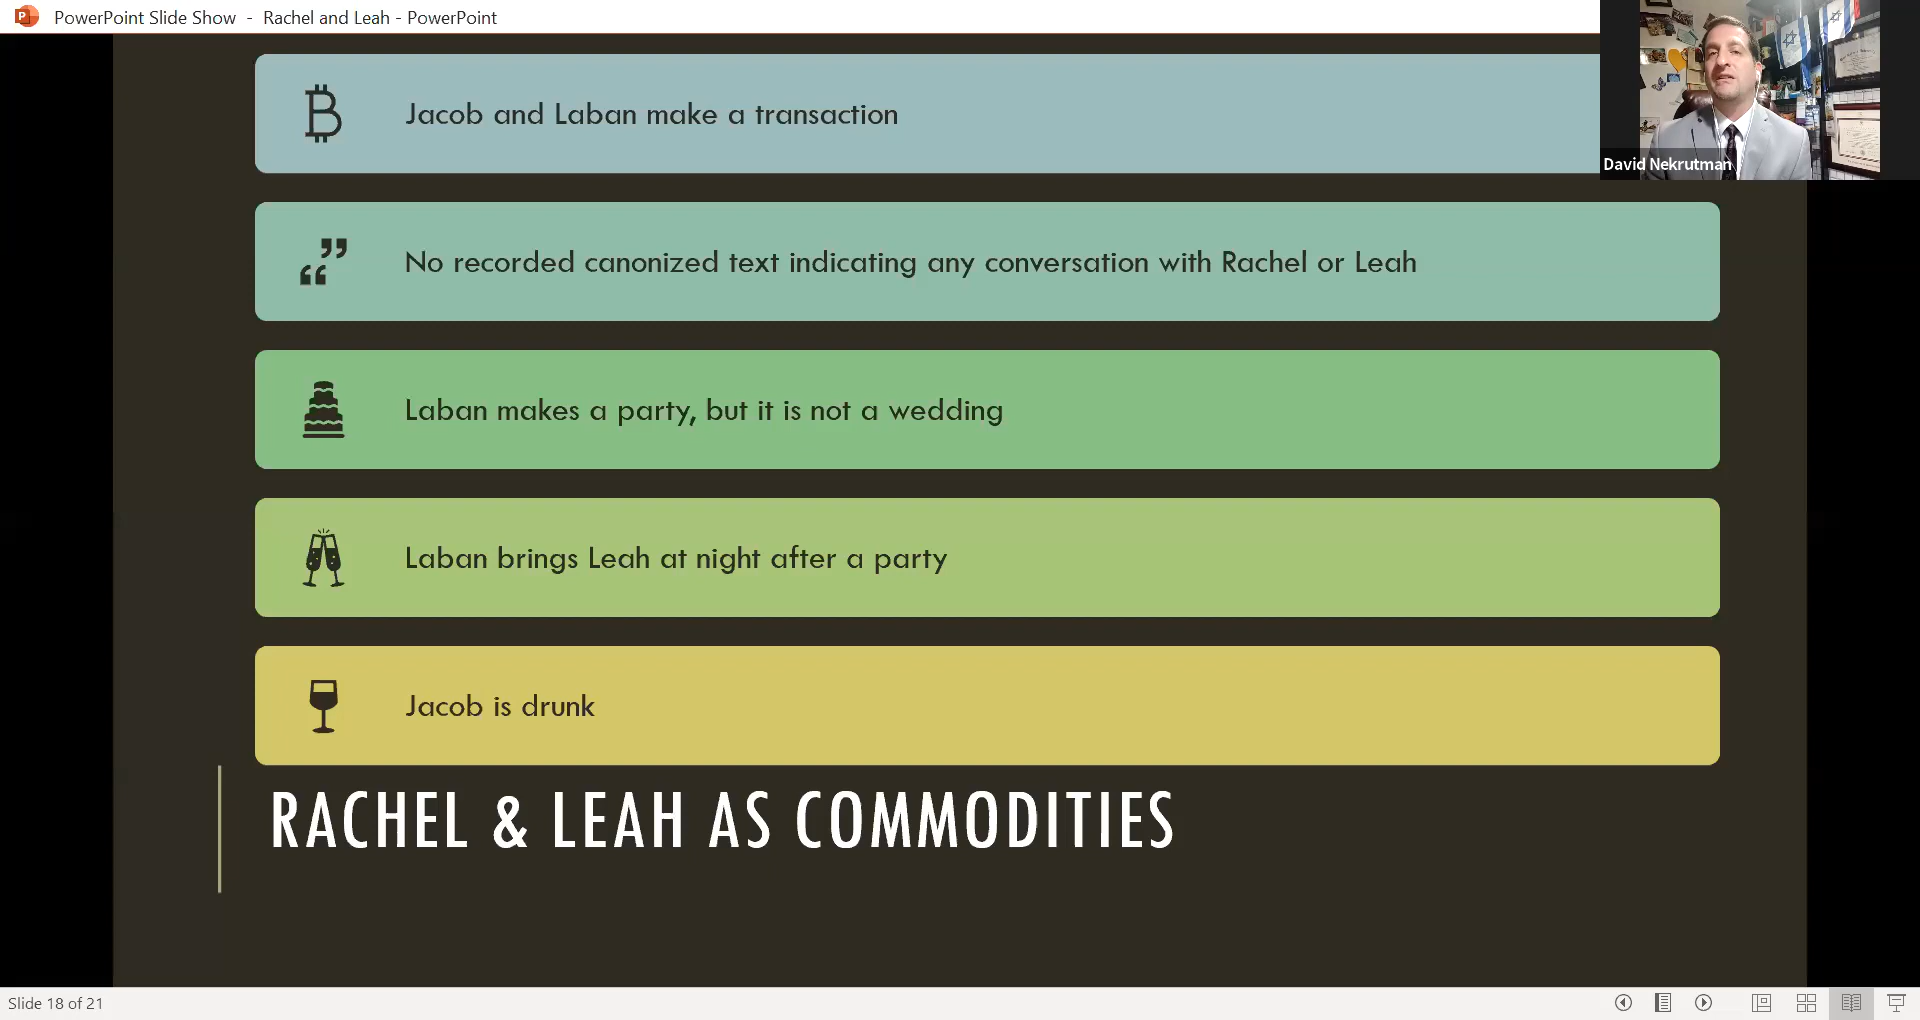 PowerPoint Slide Show - Rachel and Leah - PowerPoint
David Nekrutman
Jacob and Laban make a transaction
No recorded canonized text indicating any conversation with Rachel or Leah
Laban makes a party, but it is not a wedding
Laban brings Leah at night after a party
Jacob is drunk
RACHEL & LEAH AS COMMODITIES
Slide 18 of 21